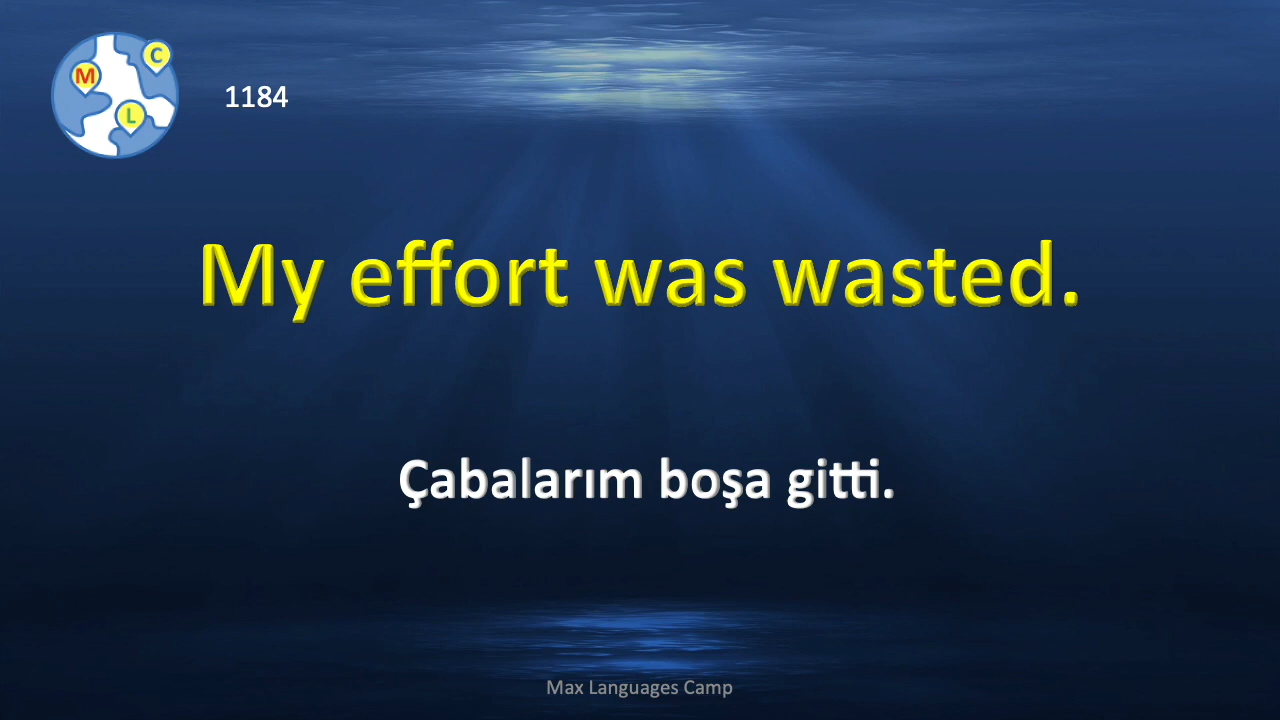 C
M
L
1184
My effort was wasted.
Çabalarım boşa gitti.
Max Languages Camp